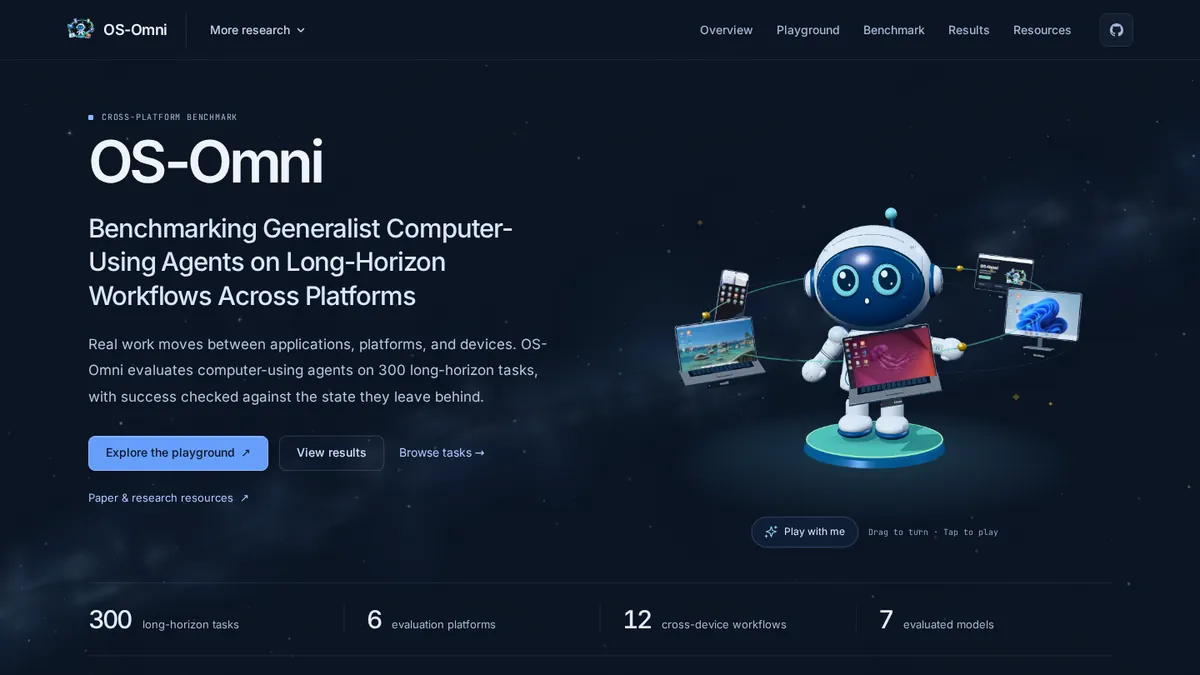 OS-Omni
More research
Overview
Playground
Benchmark
Results
Resources
CROSS-PLATFORM BENCHMARK
OS-Omni
Benchmarking Generalist Computer-
Using Agents on Long-Horizon
Workflows Across Platforms
Real work moves between applications, platforms, and devices. OS-
Omni evaluates computer-using agents on 300 long-horizon tasks,
with success checked against the state they leave behind.
Explore the playground ↗
View results
Browse tasks →
Paper & research resources ↗
Play with me
Drag to turn · Tap to play
300 long-horizon tasks
6 evaluation platforms
12 cross-device workflows
7 evaluated models